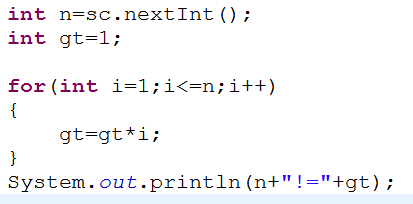 int n=sc.nextInt();
int gt=1;
for(int i=1;i<=n;i++)
{
gt=gt*i;
}
System.out.println(n+"!="+gt);